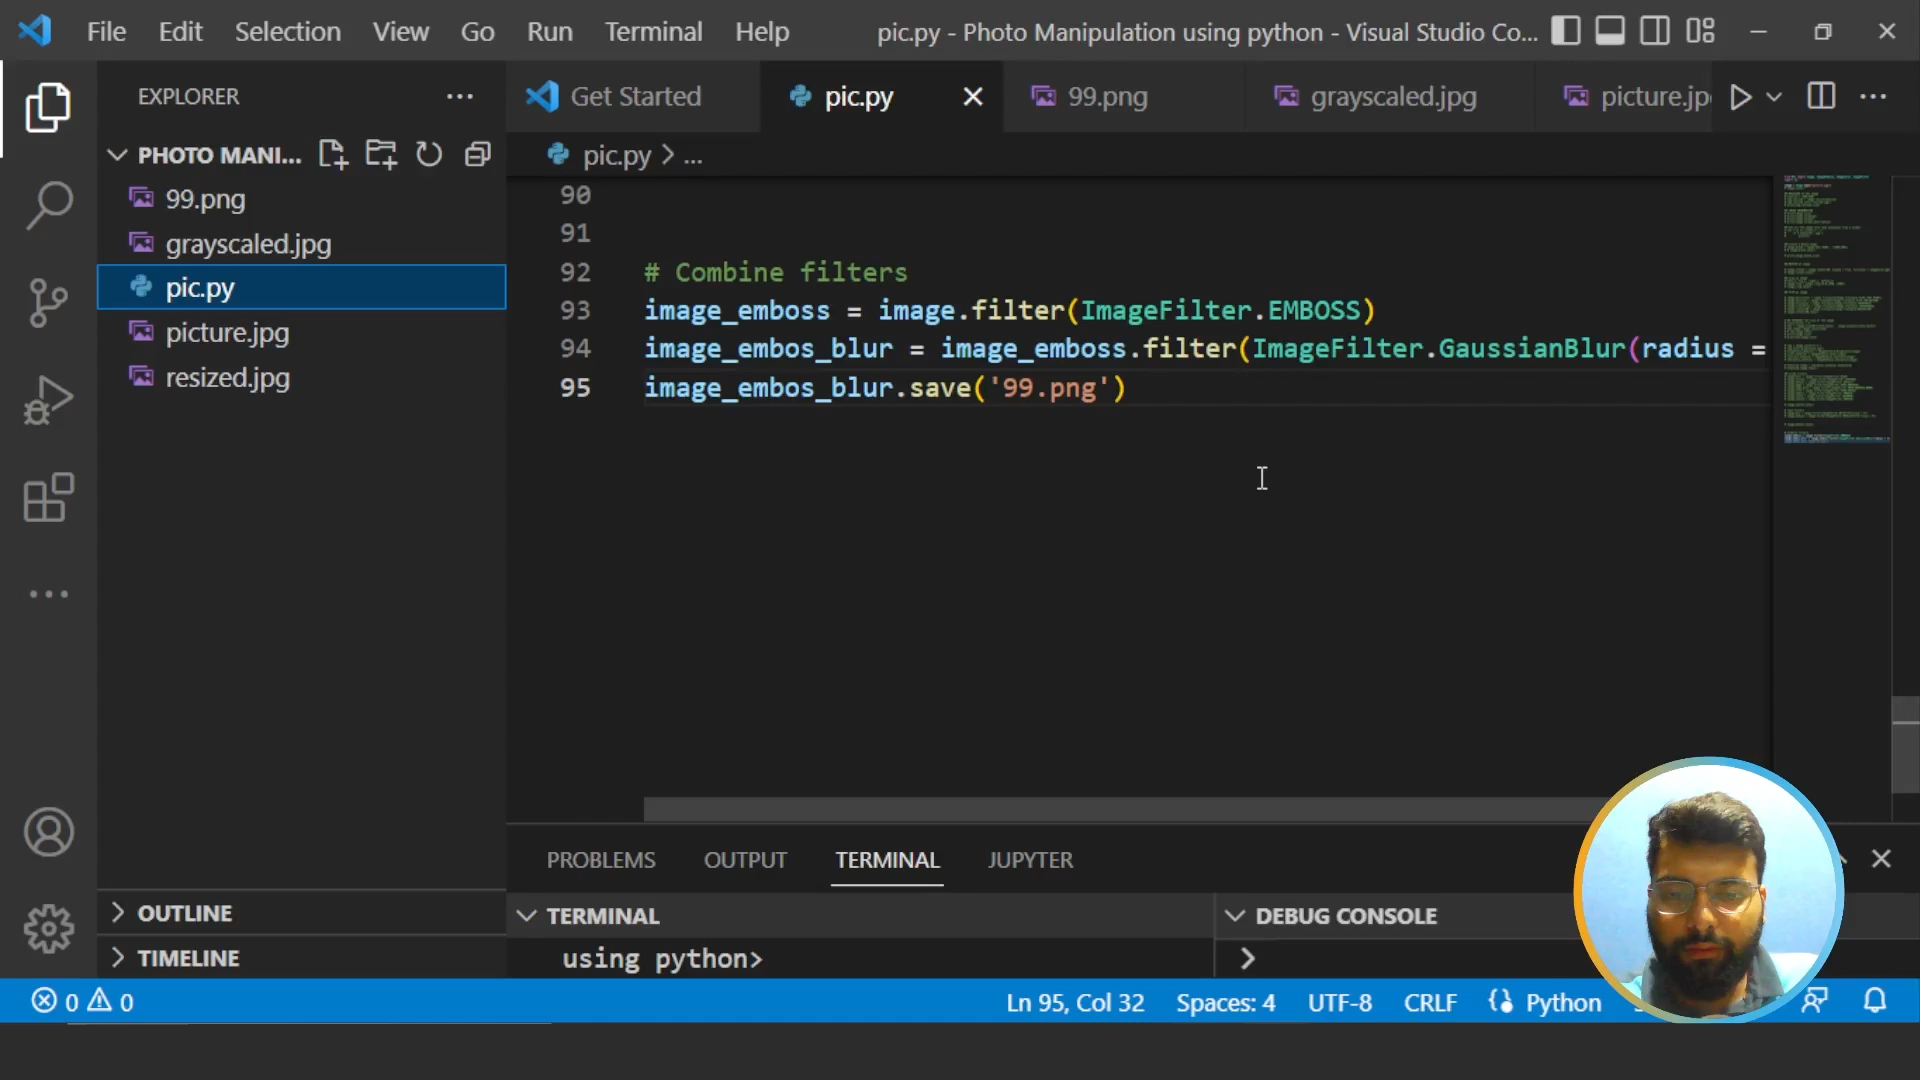 File Edit Selection View Go Run Terminal Help pic.py - Photo Manipulation using python - Visual Studio Co...
EXPLORER
PHOTO MANI...
99.png
grayscaled.jpg
pic.py
picture.jpg
resized.jpg
OUTLINE
TIMELINE
Get Started pic.py 99.png grayscaled.jpg picture.jp
pic.py > ...
90
91
92 # Combine filters
93 image_emboss = image.filter(ImageFilter.EMBOSS)
94 image_embos_blur = image_emboss.filter(ImageFilter.GaussianBlur(radius =
95 image_embos_blur.save('99.png')
PROBLEMS OUTPUT TERMINAL JUPYTER
TERMINAL
using python>
DEBUG CONSOLE
0 0 Ln 95, Col 32 Spaces: 4 UTF-8 CRLF Python